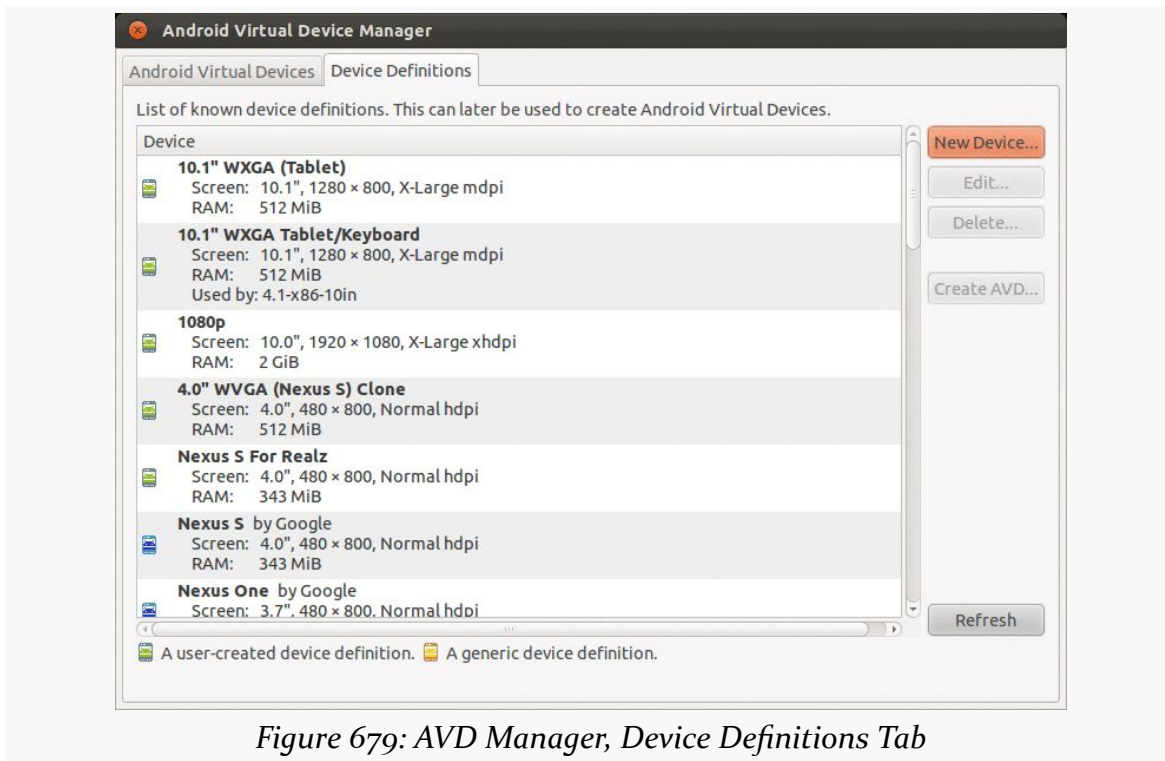 Android Virtual Device Manager
Android Virtual Devices
Device Definitions
List of known device definitions. This can later be used to create Android Virtual Devices.
Device
10.1" WXGA (Tablet)
Screen: 10.1", 1280 × 800, X-Large mdpi
RAM: 512 MiB
10.1" WXGA Tablet/Keyboard
Screen: 10.1", 1280 × 800, X-Large mdpi
RAM: 512 MiB
Used by: 4.1-x86-10in
1080p
Screen: 10.0", 1920 × 1080, X-Large xhdpi
RAM: 2 GiB
4.0" WVGA (Nexus S) Clone
Screen: 4.0", 480 × 800, Normal hdpi
RAM: 512 MiB
Nexus S For Realz
Screen: 4.0", 480 × 800, Normal hdpi
RAM: 343 MiB
Nexus S by Google
Screen: 4.0", 480 × 800, Normal hdpi
RAM: 343 MiB
Nexus One by Google
Screen: 3.7", 480 × 800, Normal hdpi
New Device...
Edit...
Delete...
Create AVD...
Refresh
A user-created device definition. A generic device definition.
Figure 679: AVD Manager, Device Definitions Tab